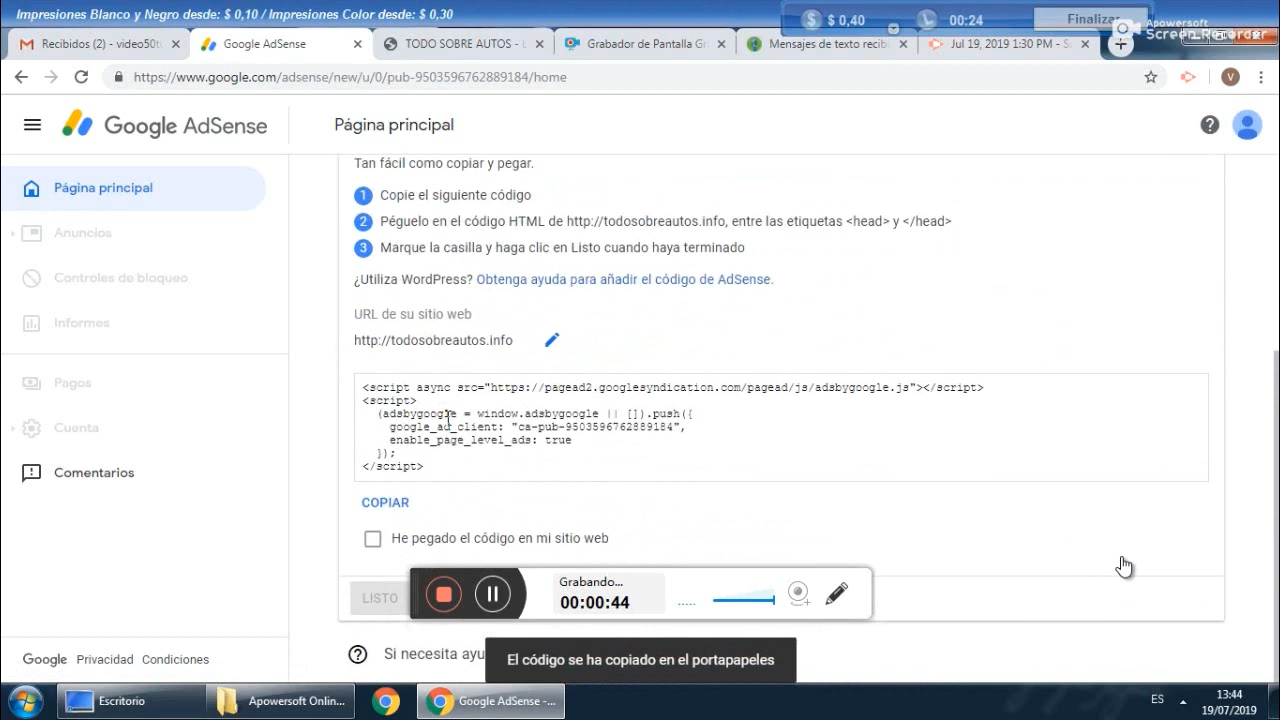 Impresiones Blanco y Negro desde: $ 0,10 / Impresiones Color desde: $ 0,30
$ 0,40
00:24
Finalizar
Apowersoft
Screen Recorder
Recibidos (2) - video50t
Google AdSense
TODO SOBRE AUTOS
Grabador de Pantalla
Mensajes de texto recib
Jul 19, 2019 1:30 PM - S
https://www.google.com/adsense/new/u/0/pub-9503596762889184/home
V
Google AdSense
Página principal
Página principal
Anuncios
Controles de bloqueo
Informes
Pagos
Cuenta
Comentarios
Google Privacidad Condiciones
Tan fácil como copiar y pegar.
1 Copie el siguiente código
2 Péguelo en el código HTML de http://todosobreautos.info, entre las etiquetas <head> y </head>
3 Marque la casilla y haga clic en Listo cuando haya terminado
¿Utiliza WordPress? Obtenga ayuda para añadir el código de AdSense.
URL de su sitio web
http://todosobreautos.info
<script async src="https://pagead2.googlesyndication.com/pagead/js/adsbygoogle.js"></script>
<script>
(adsbygoogle = window.adsbygoogle || []).push({
google_ad_client: "ca-pub-9503596762889184",
enable_page_level_ads: true
});
</script>
COPIAR
He pegado el código en mi sitio web
LISTO
Grabando...
00:00:44
Si necesita ayu
El código se ha copiado en el portapapeles
Escritorio
Apowersoft Onlin...
Google AdSense -...
ES
13:44
19/07/2019